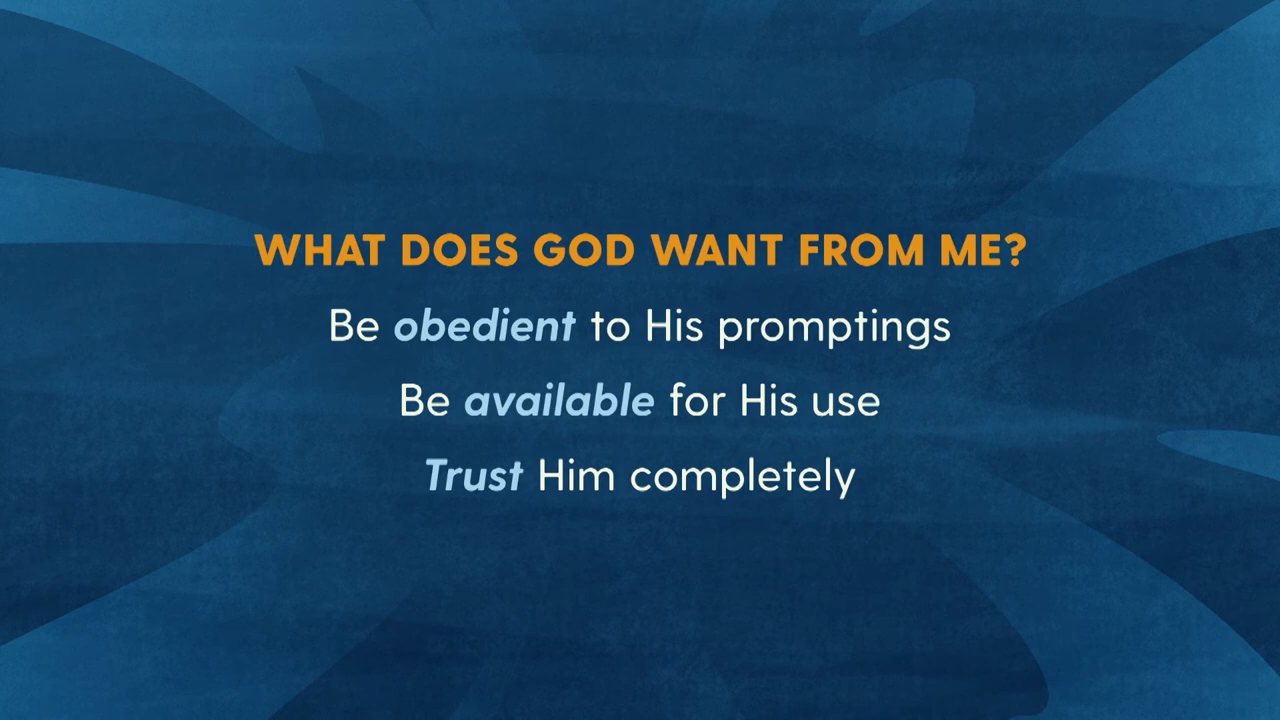 WHAT DOES GOD WANT FROM ME?
Be obedient to His promptings
Be available for His use
Trust Him completely